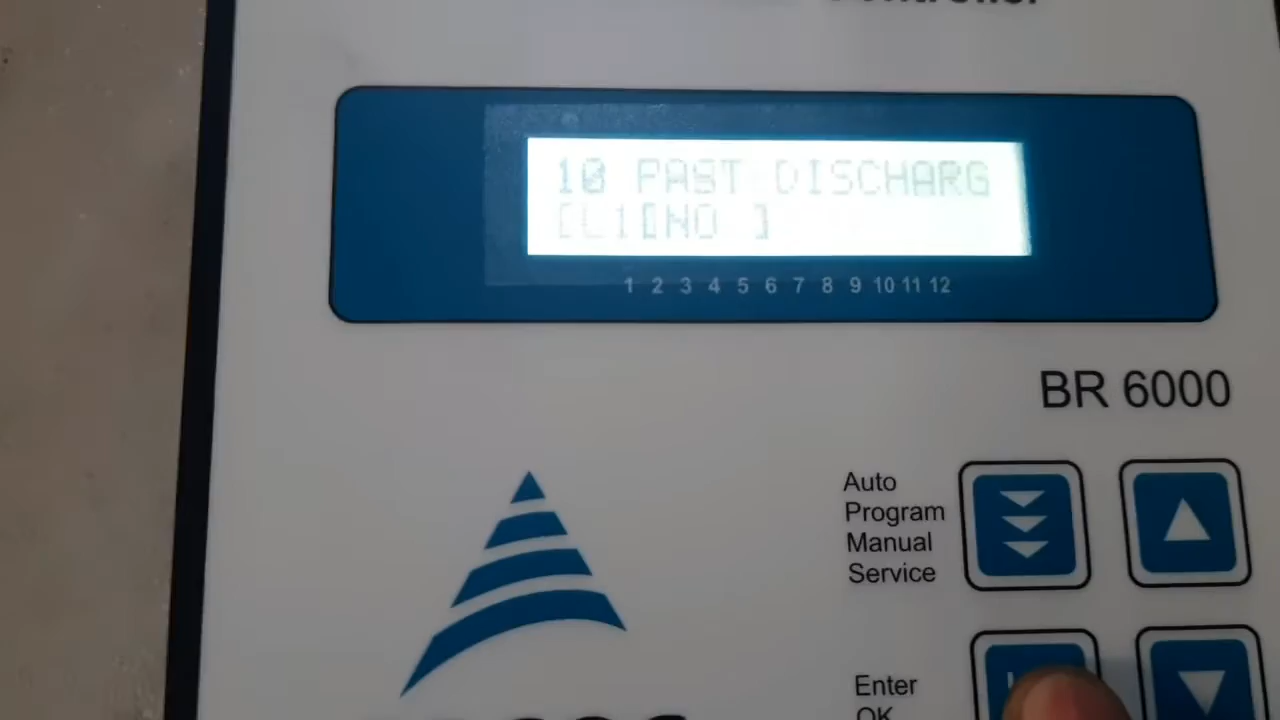 10 FAST DISCHARG
NO ]
1 2 3 4 5 6 7 8 9 10 11 12
BR 6000
Auto
Program
Manual
Service
Enter
OK